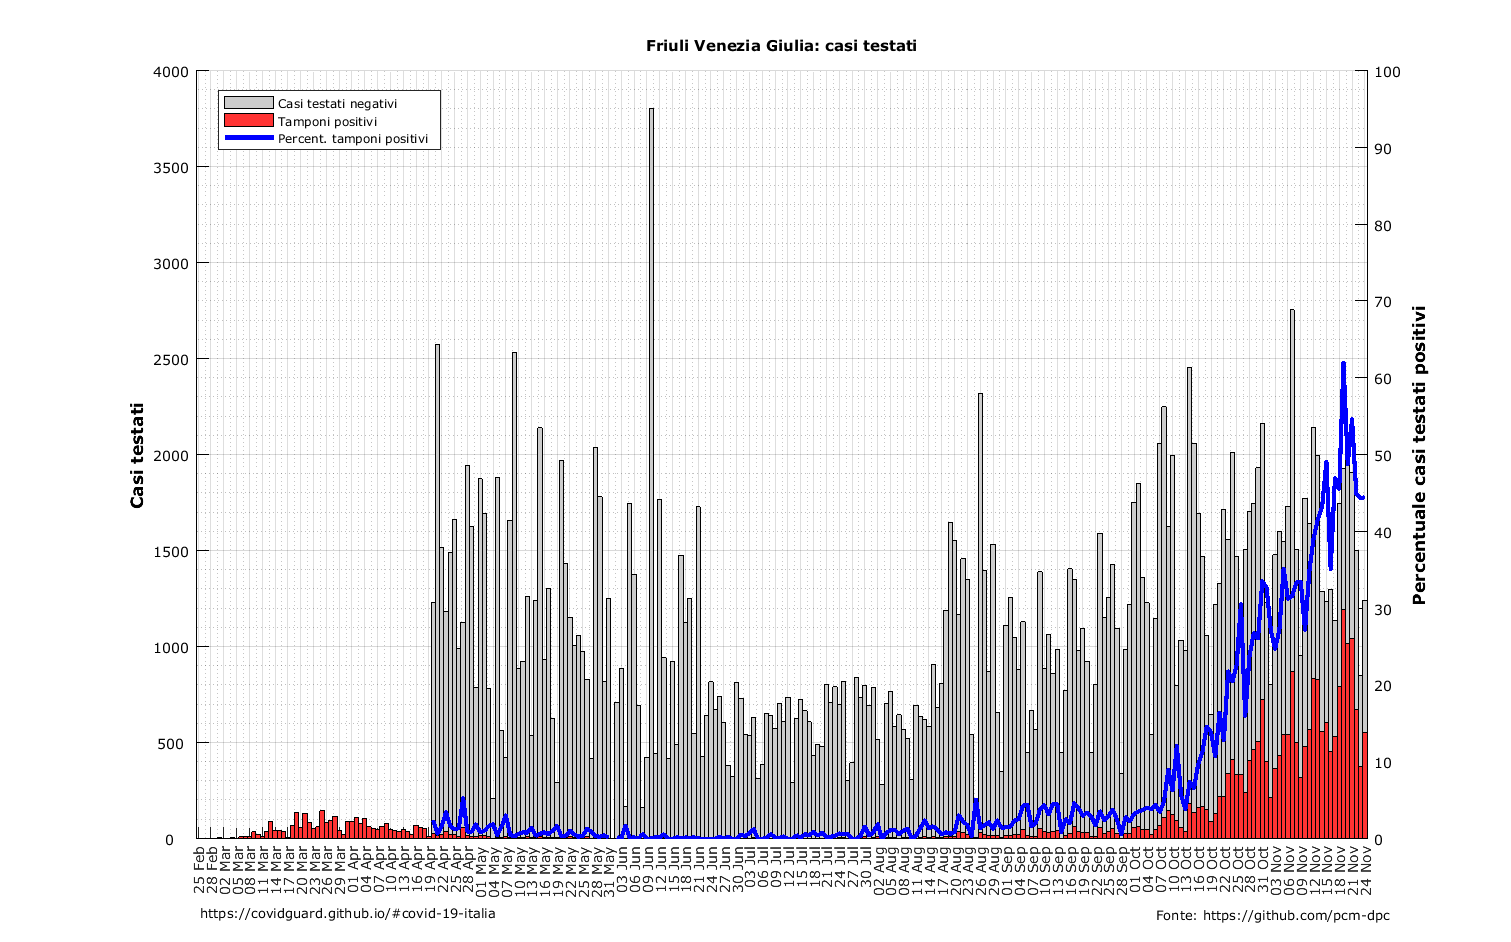 Friuli Venezia Giulia: casi testati
Casi testati negativi
Tamponi positivi
Percent. tamponi positivi
4000
3500
3000
2500
2000
1500
1000
500
0
Casi testati
100
90
80
70
60
50
40
30
20
10
0
Percentuale casi testati positivi
25 Feb
28 Feb
02 Mar
05 Mar
08 Mar
11 Mar
14 Mar
17 Mar
20 Mar
23 Mar
26 Mar
29 Mar
01 Apr
04 Apr
07 Apr
10 Apr
13 Apr
16 Apr
19 Apr
22 Apr
25 Apr
28 Apr
01 May
04 May
07 May
10 May
13 May
16 May
19 May
22 May
25 May
28 May
31 May
03 Jun
06 Jun
09 Jun
12 Jun
15 Jun
18 Jun
21 Jun
24 Jun
27 Jun
30 Jun
03 Jul
06 Jul
09 Jul
12 Jul
15 Jul
18 Jul
21 Jul
24 Jul
27 Jul
30 Jul
02 Aug
05 Aug
08 Aug
11 Aug
14 Aug
17 Aug
20 Aug
23 Aug
26 Aug
29 Aug
01 Sep
04 Sep
07 Sep
10 Sep
13 Sep
16 Sep
19 Sep
22 Sep
25 Sep
28 Sep
01 Oct
04 Oct
07 Oct
10 Oct
13 Oct
16 Oct
19 Oct
22 Oct
25 Oct
28 Oct
31 Oct
03 Nov
06 Nov
09 Nov
12 Nov
15 Nov
18 Nov
21 Nov
24 Nov
https://covidguard.github.io/#covid-19-italia
Fonte: https://github.com/pcm-dpc